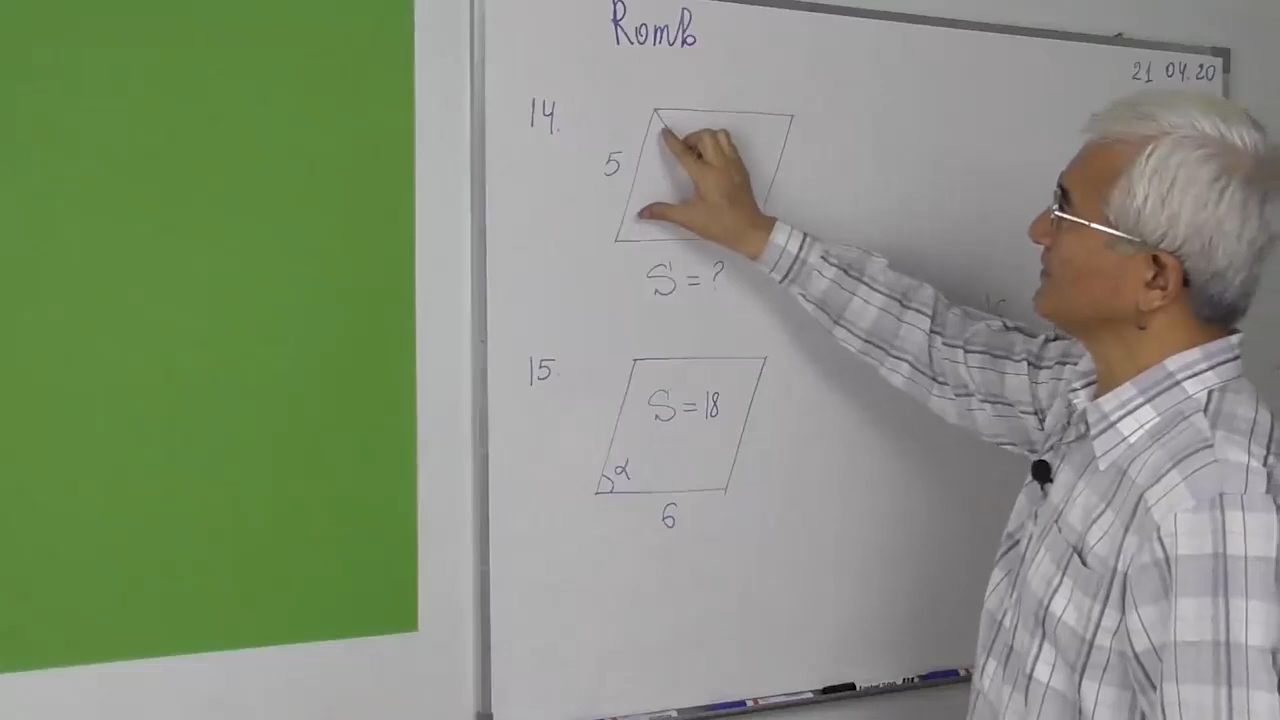 Romb
21 04.20
14.
5
S = ?
15.
S = 18
α
6